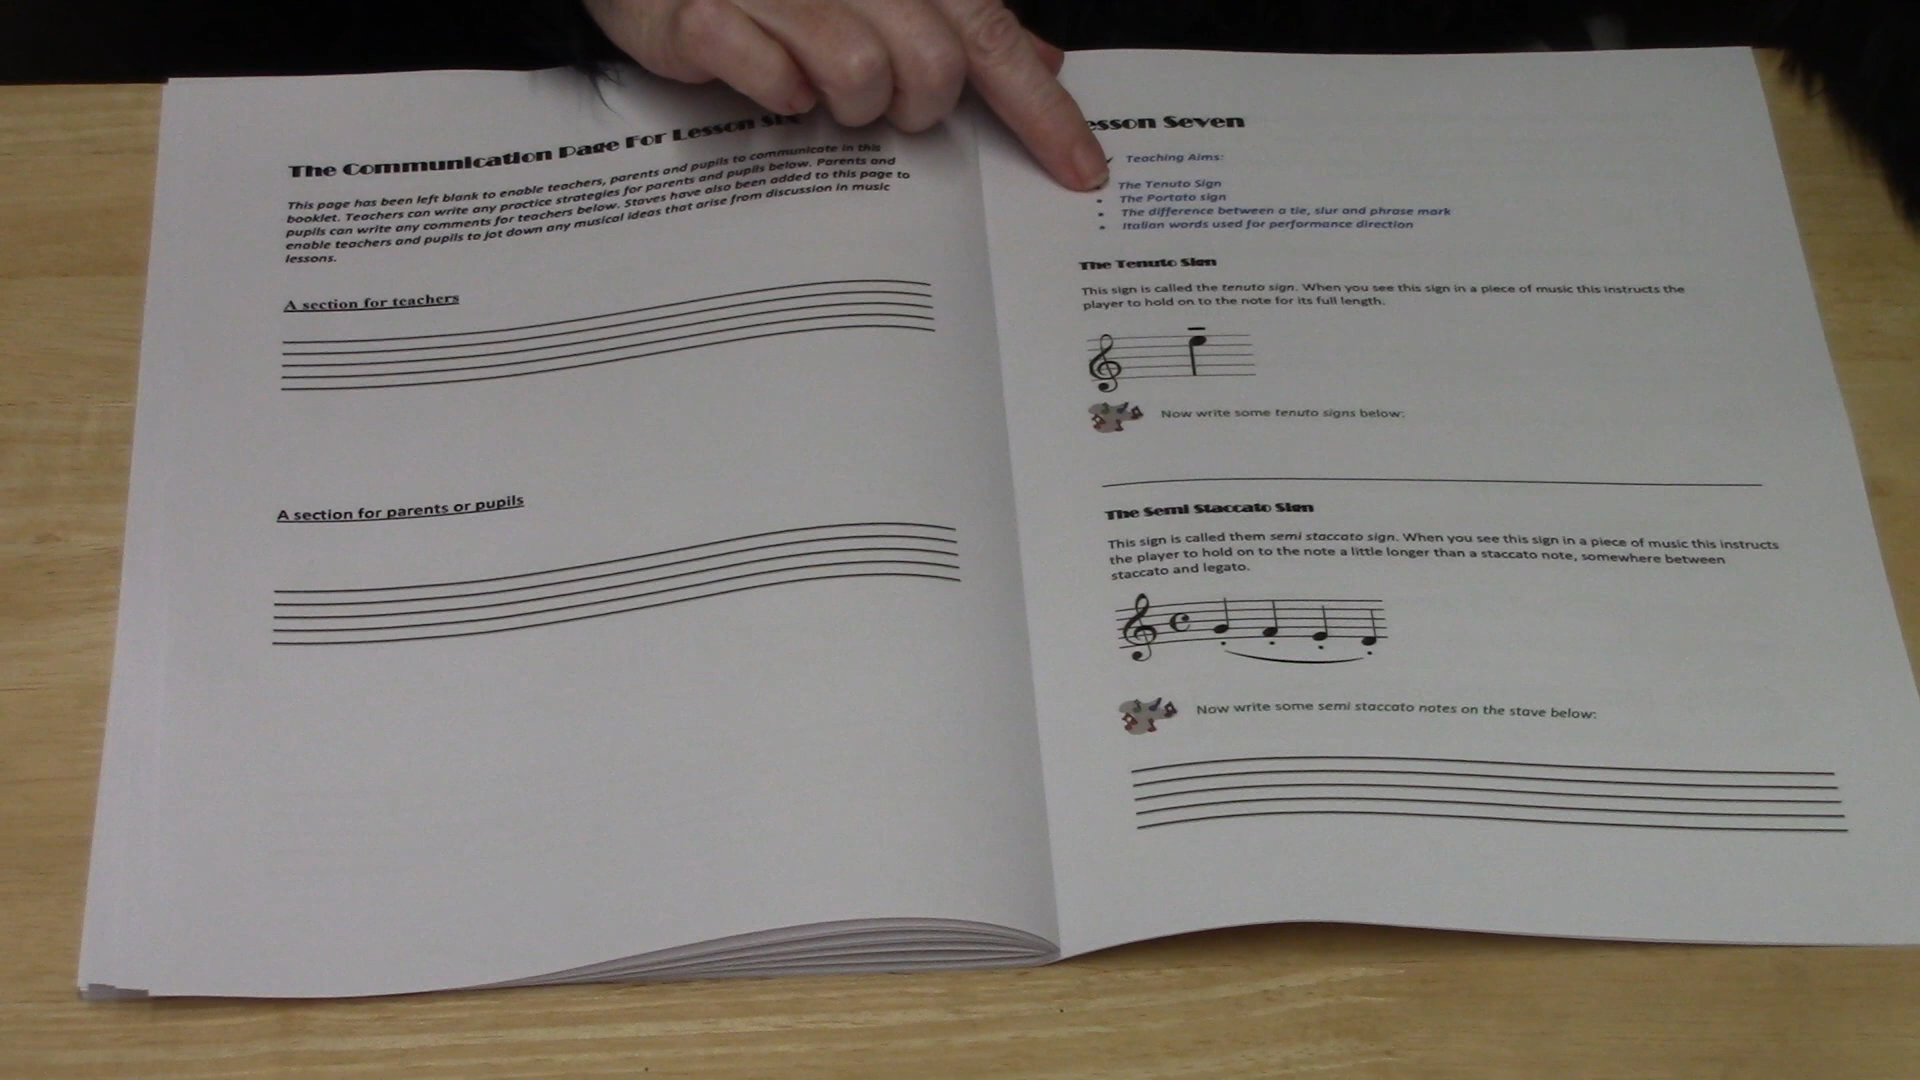 The Communication Page For Lesson
This page has been left blank to enable teachers, parents and pupils to communicate in this
booklet. Teachers can write any practice strategies for parents and pupils below. Parents and
pupils can write any comments for teachers below. Staves have also been added to this page to
enable teachers and pupils to jot down any musical ideas that arise from discussion in music
lessons.
A section for teachers
A section for parents or pupils
esson Seven
Teaching Aims:
The Tenuto Sign
The Portato sign
The difference between a tie, slur and phrase mark
Italian words used for performance direction
The Tenuto Sign
This sign is called the tenuto sign. When you see this sign in a piece of music this instructs the
player to hold on to the note for its full length.
Now write some tenuto signs below:
The Semi Staccato Sign
This sign is called them semi staccato sign. When you see this sign in a piece of music this instructs
the player to hold on to the note a little longer than a staccato note, somewhere between
staccato and legato.
Now write some semi staccato notes on the stave below: